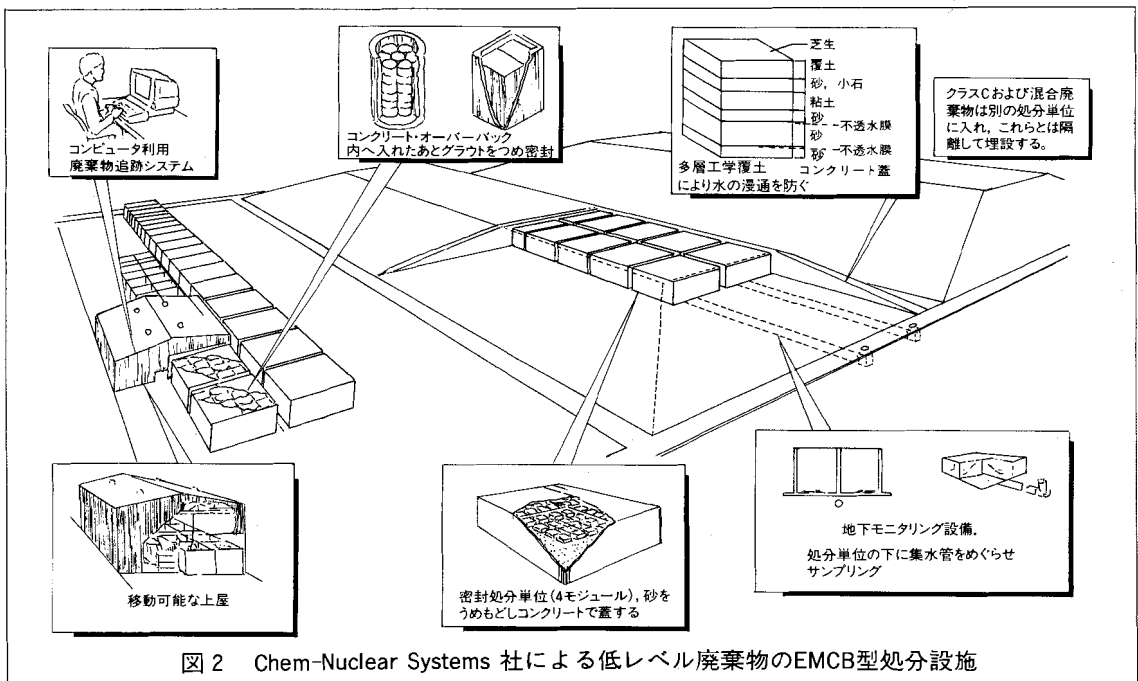 コンピュータ利用
廃棄物追跡システム
コンクリート・オーバーパック
内へ入れたあとグラウトをつめ密封
芝生
覆土
砂，小石
粘土
砂
不透水膜
砂
不透水膜
砂
コンクリート蓋
多層工学覆土
により水の浸通を防ぐ
クラスCおよび混合廃
棄物は別の処分単位
に入れ，これらとは隔
離して埋設する。
移動可能な上屋
密封処分単位(4モジュール)，砂を
うめもどしコンクリートで蓋する
地下モニタリング設備．
処分単位の下に集水管をめぐらせ
サンプリング
図2 Chem-Nuclear Systems 社による低レベル廃棄物のEMCB型処分設施